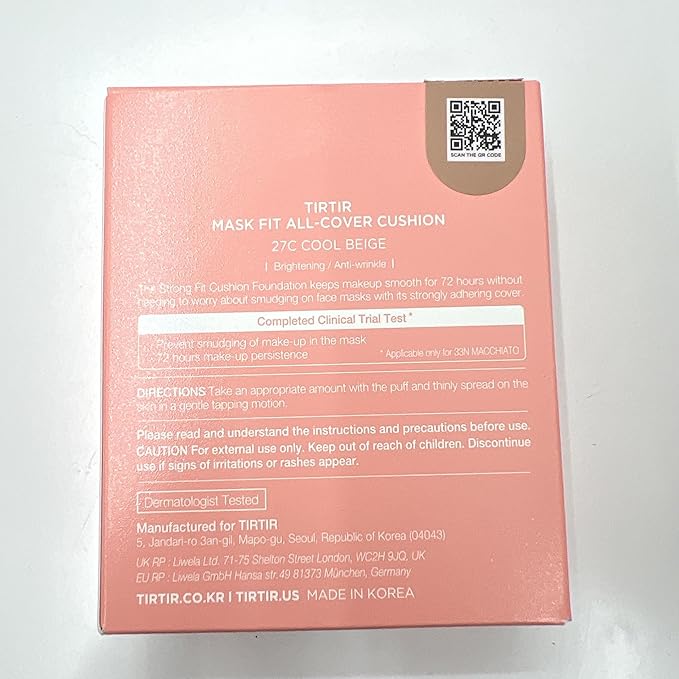 SCAN THE QR CODE
TIRTIR
MASK FIT ALL-COVER CUSHION
27C COOL BEIGE
| Brightening / Anti-wrinkle |
The Strong Fit Cushion Foundation keeps makeup smooth for 72 hours without
needing to worry about smudging on face masks with its strongly adhering cover.
Completed Clinical Trial Test*
- Prevent smudging of make-up in the mask
- 72 hours make-up persistence
* Applicable only for 33N MACCHIATO
DIRECTIONS Take an appropriate amount with the puff and thinly spread on the
skin in a gentle tapping motion.
Please read and understand the instructions and precautions before use.
CAUTION For external use only. Keep out of reach of children. Discontinue
use if signs of irritations or rashes appear.
Dermatologist Tested
Manufactured for TIRTIR
5, Jandari-ro 3an-gil, Mapo-gu, Seoul, Republic of Korea (04043)
UK RP : Liwela Ltd. 71-75 Shelton Street London, WC2H 9JQ, UK
EU RP : Liwela GmbH Hansa str.49 81373 München, Germany
TIRTIR.CO.KR | TIRTIR.US MADE IN KOREA